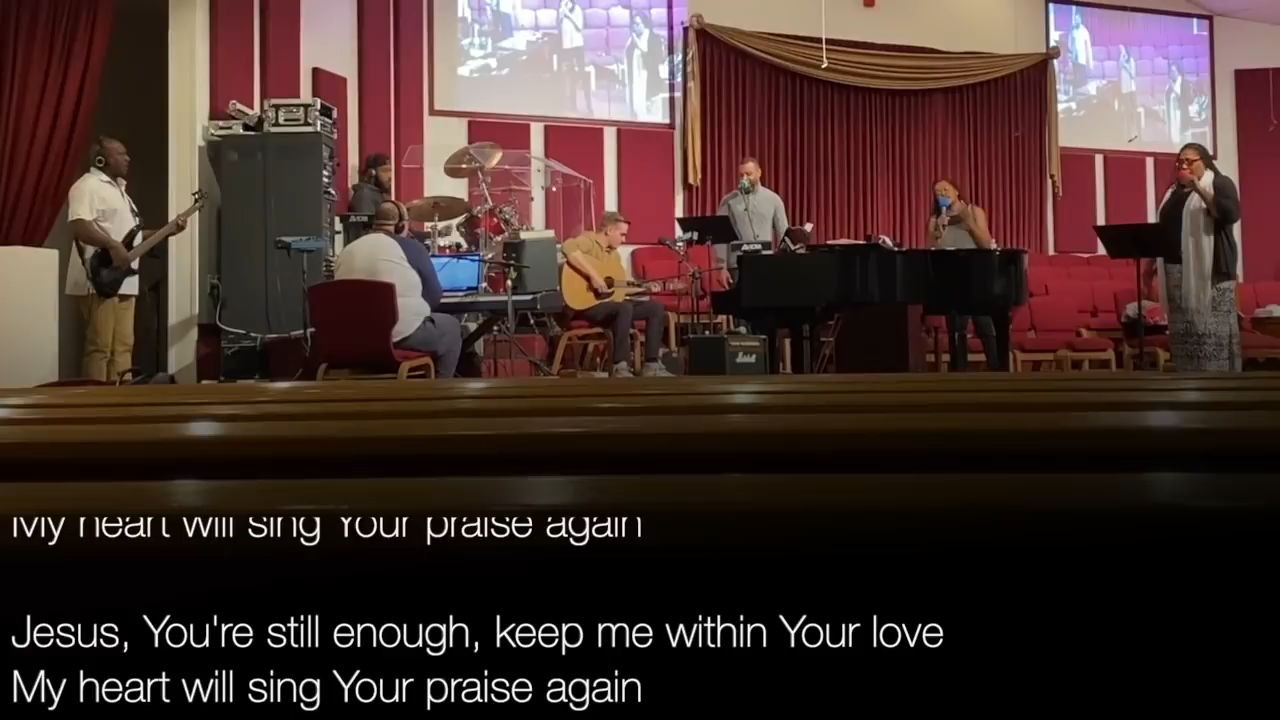 My heart will sing Your praise again
Jesus, You're still enough, keep me within Your love
My heart will sing Your praise again
Marshall